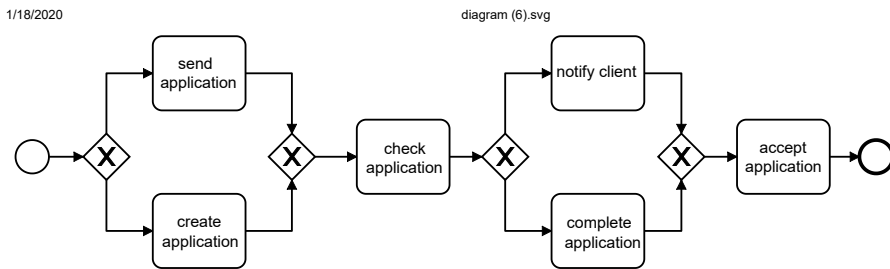 1/18/2020
diagram (6).svg
send
application
notify client
check
application
accept
application
create
application
complete
application